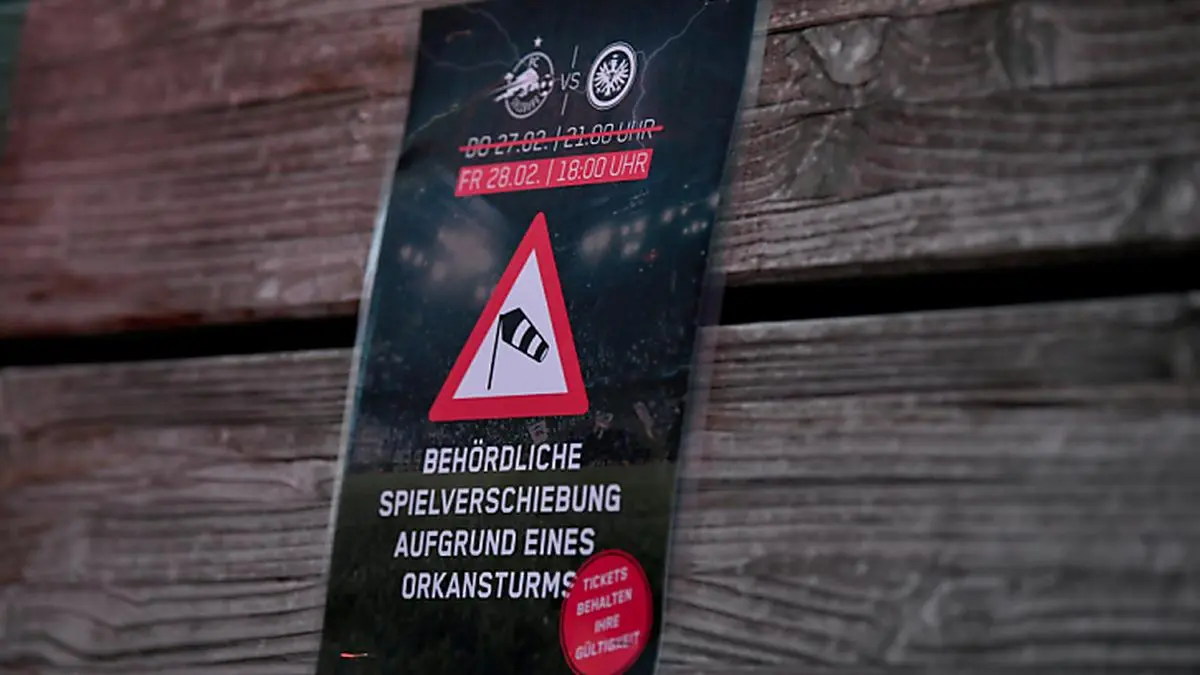 FC
VS
DO 27.02. | 21:00 UHR
FR 28.02. | 18:00 UHR
BEHÖRDLICHE
SPIELVERSCHIEBUNG
AUFGRUND EINES
ORKANSTURMS
TICKETS
BEHALTEN
IHRE
GÜLTIGKEIT